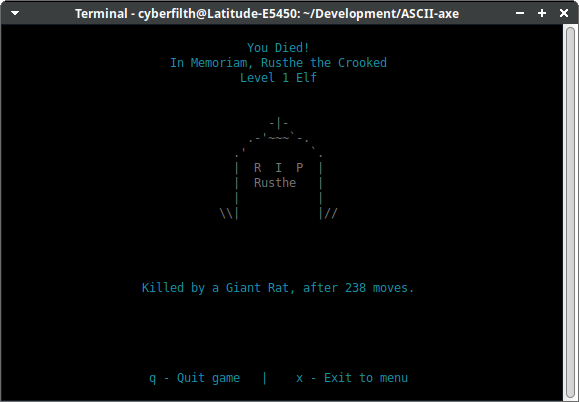 Terminal - cyberfilth@Latitude-E5450: ~/Development/ASCII-axe
You Died!
In Memoriam, Rusthe the Crooked
Level 1 Elf
-|-
.-'~~~`-.
.'         `.
|  R  I  P  |
|  Rusthe   |
|           |
\\|           |//
Killed by a Giant Rat, after 238 moves.
q - Quit game   |    x - Exit to menu